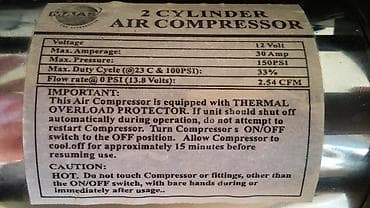 2 CYLINDER
AIR COMPRESSOR
Voltage 12 Volt
Max. Amperage: 30 Amp
Max. Pressure: 150PSI
Max. Duty Cycle (@23 C & 100PSI): 33%
Flow rate@ 0 PSI (13.8 Volts): 2.54 CFM
IMPORTANT:
This Air Compressor is equipped with THERMAL
OVERLOAD PROTECTOR. If unit should shut off
automatically during operation, do not attempt to
restart Compressor. Turn Compressor s ON/OFF
switch to the OFF position. Allow Compressor to
cool.off for approximately 15 minutes before
resuming use.
CAUTION:
HOT. Do not touch Compressor or fittings, other than
the ON/OFF switch, with bare hands during or
immediately after usage..